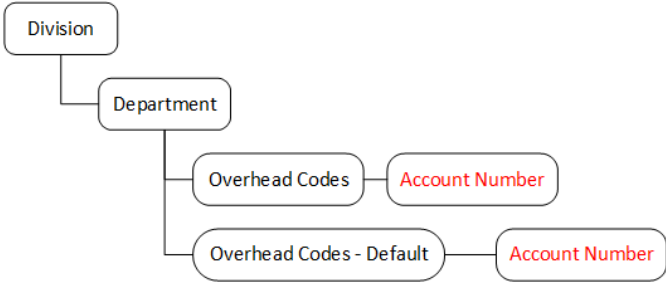 Division
Department
Overhead Codes
Account Number
Overhead Codes - Default
Account Number